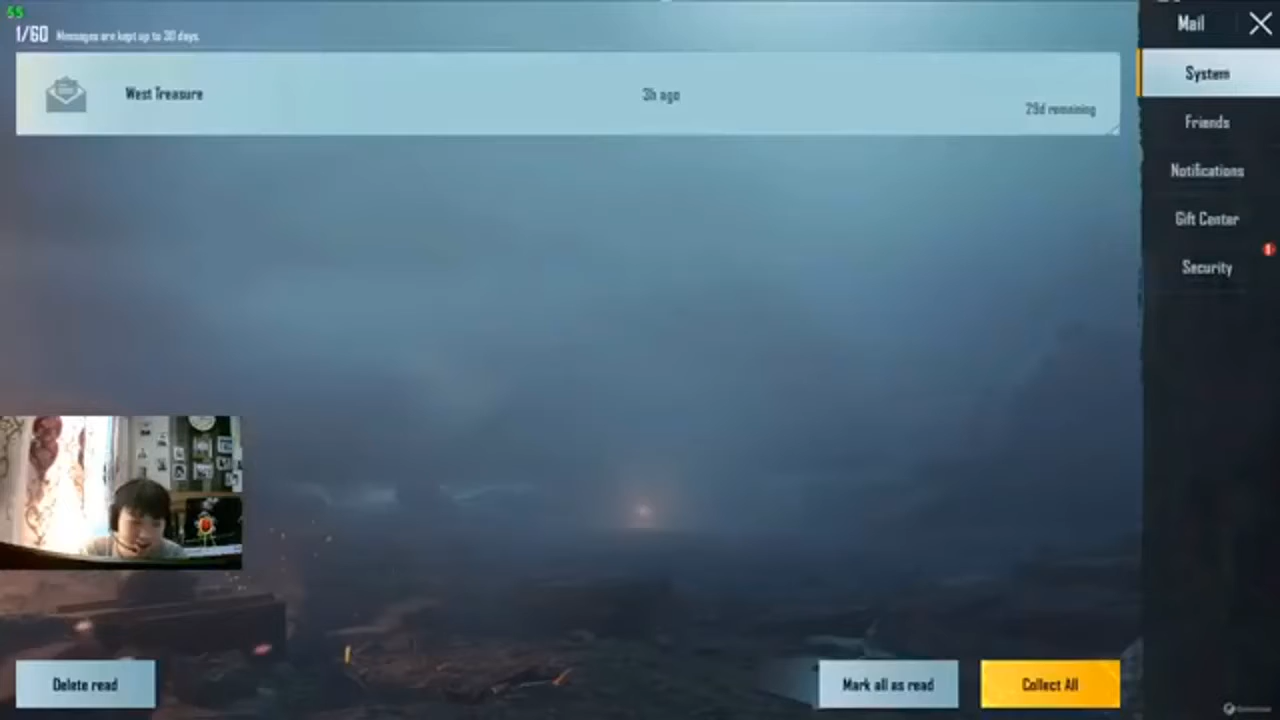 55
1/60 Messages are kept up to 30 days.
Mail
West Treasure
3h ago
29d remaining
System
Friends
Notifications
Gift Center
Security
Delete read
Mark all as read
Collect All